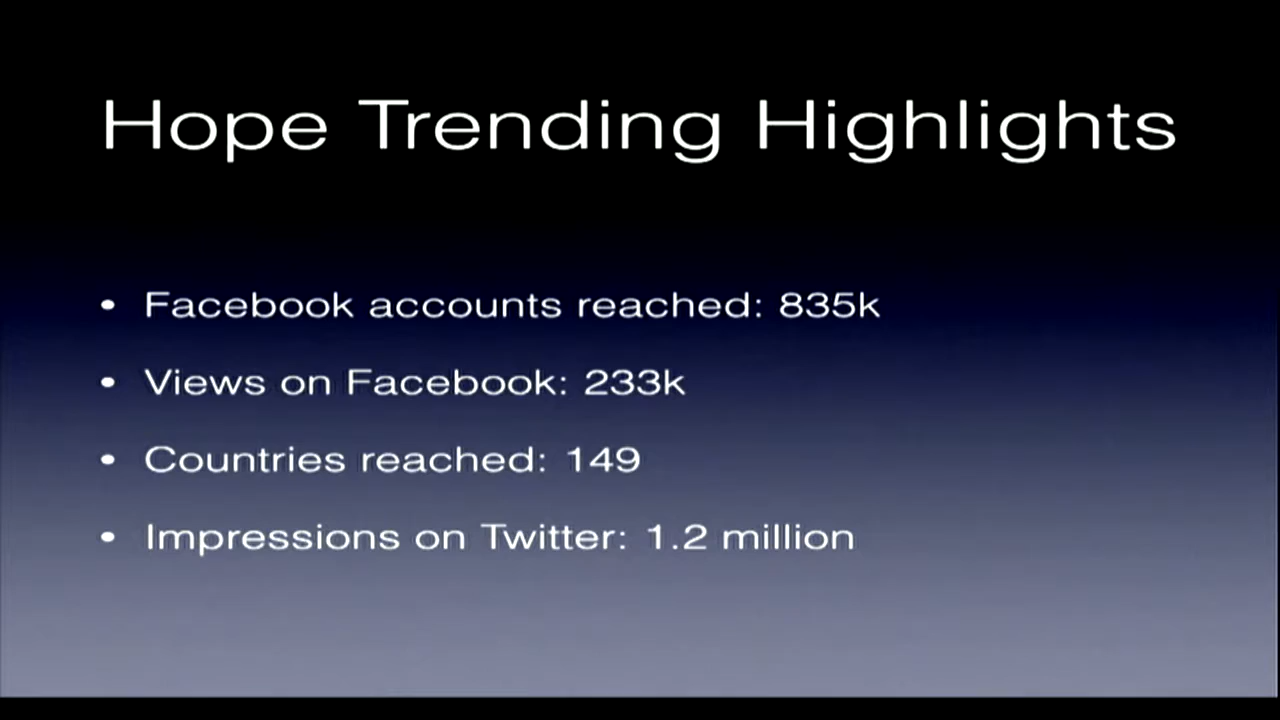 Hope Trending Highlights
• Facebook accounts reached: 835k
• Views on Facebook: 233k
• Countries reached: 149
• Impressions on Twitter: 1.2 million